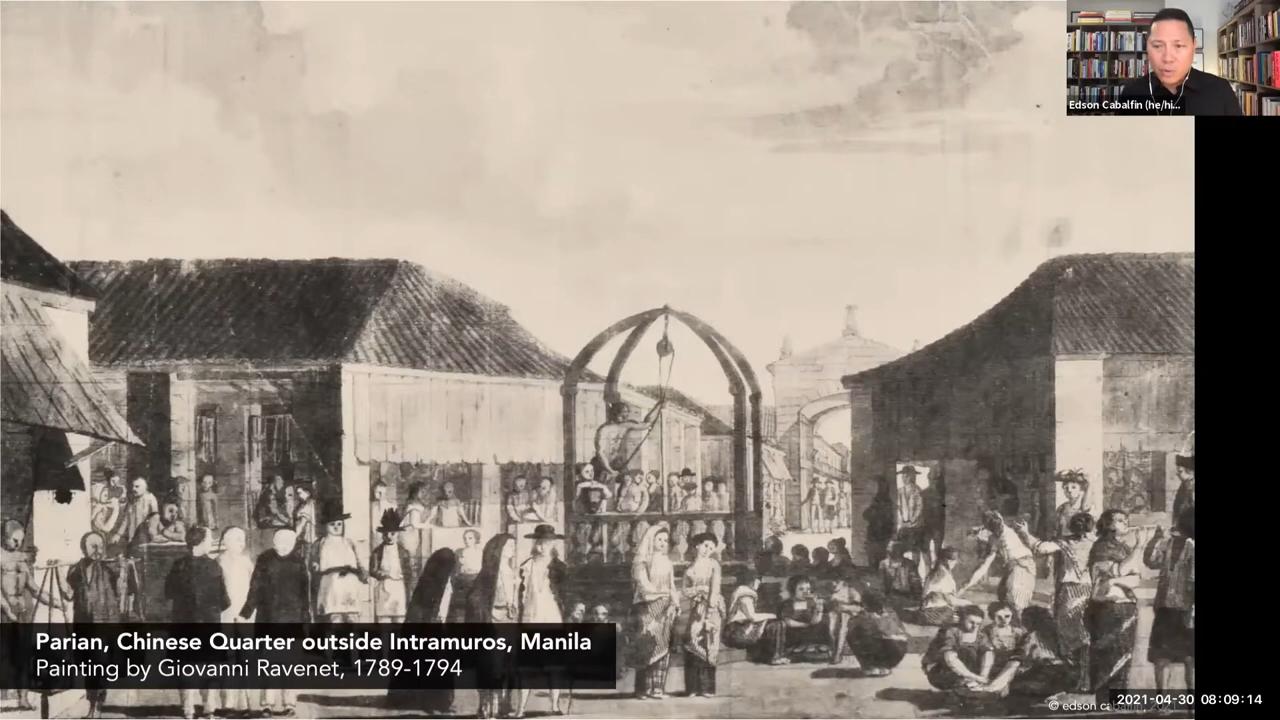 Edson Cabalfin (he/hi...
Parian, Chinese Quarter outside Intramuros, Manila
Painting by Giovanni Ravenet, 1789-1794
2021-04-30 08:09:14
© edson